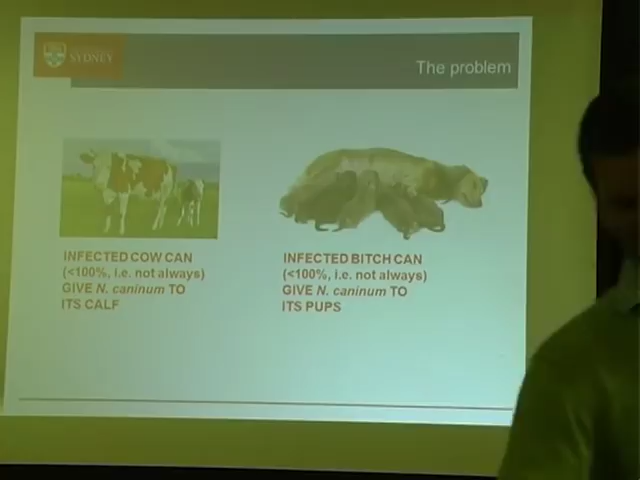 SYDNEY
The problem
INFECTED COW CAN
(<100%, i.e. not always)
GIVE N. caninum TO
ITS CALF
INFECTED BITCH CAN
(<100%, i.e. not always)
GIVE N. caninum TO
ITS PUPS